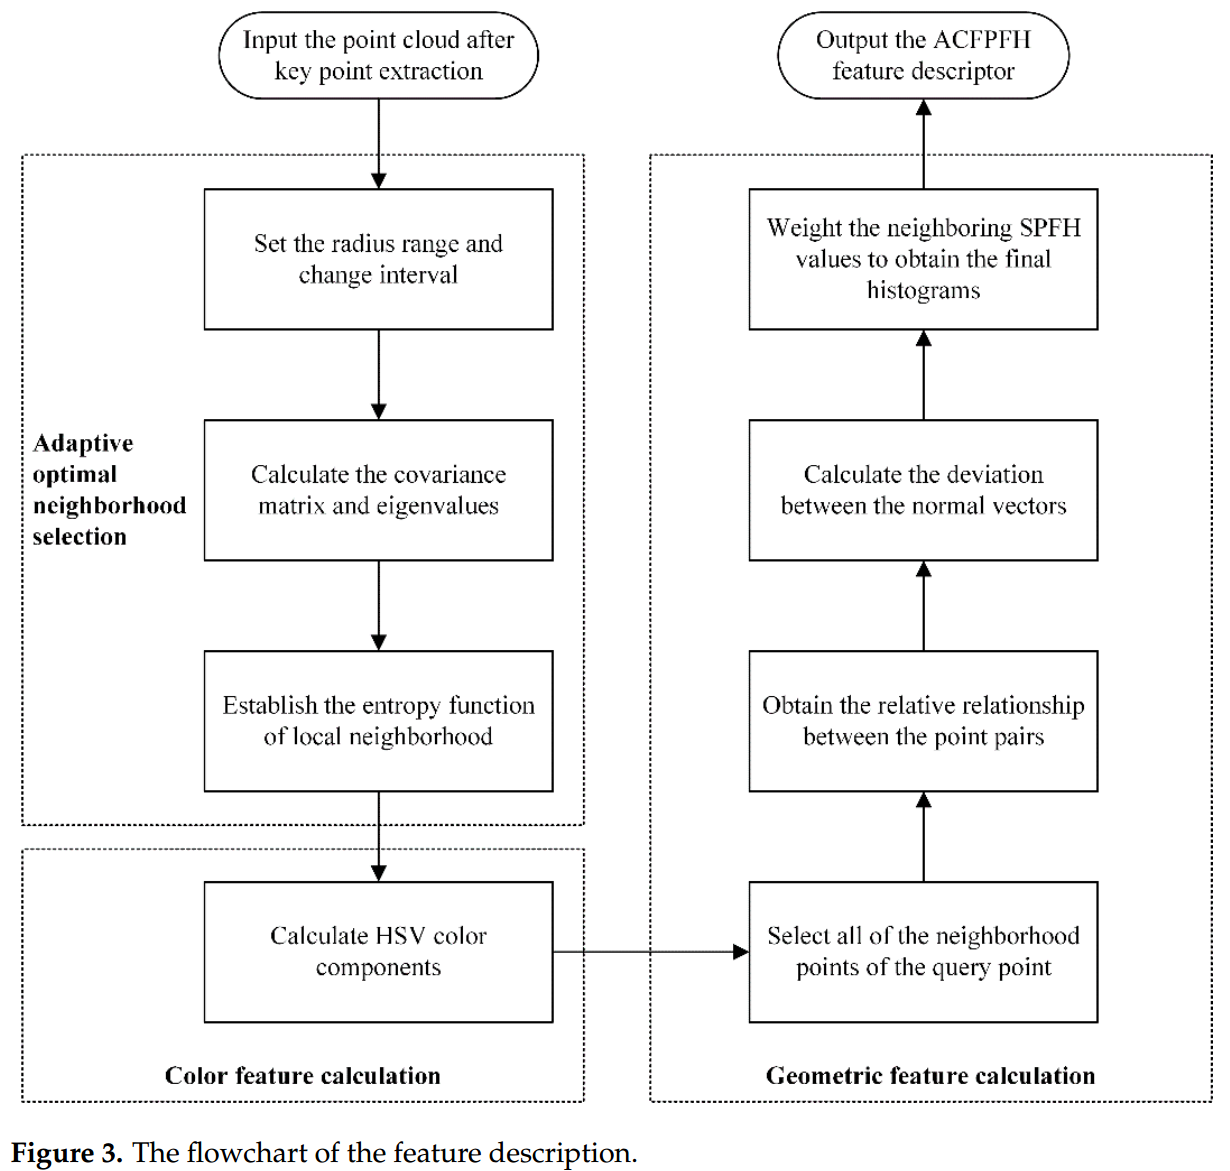 Input the point cloud after
key point extraction
Set the radius range and
change interval
Calculate the covariance
matrix and eigenvalues
Establish the entropy function
of local neighborhood
Adaptive
optimal
neighborhood
selection
Calculate HSV color
components
Color feature calculation
Output the ACFPFH
feature descriptor
Weight the neighboring SPFH
values to obtain the final
histograms
Calculate the deviation
between the normal vectors
Obtain the relative relationship
between the point pairs
Select all of the neighborhood
points of the query point
Geometric feature calculation
Figure 3. The flowchart of the feature description.